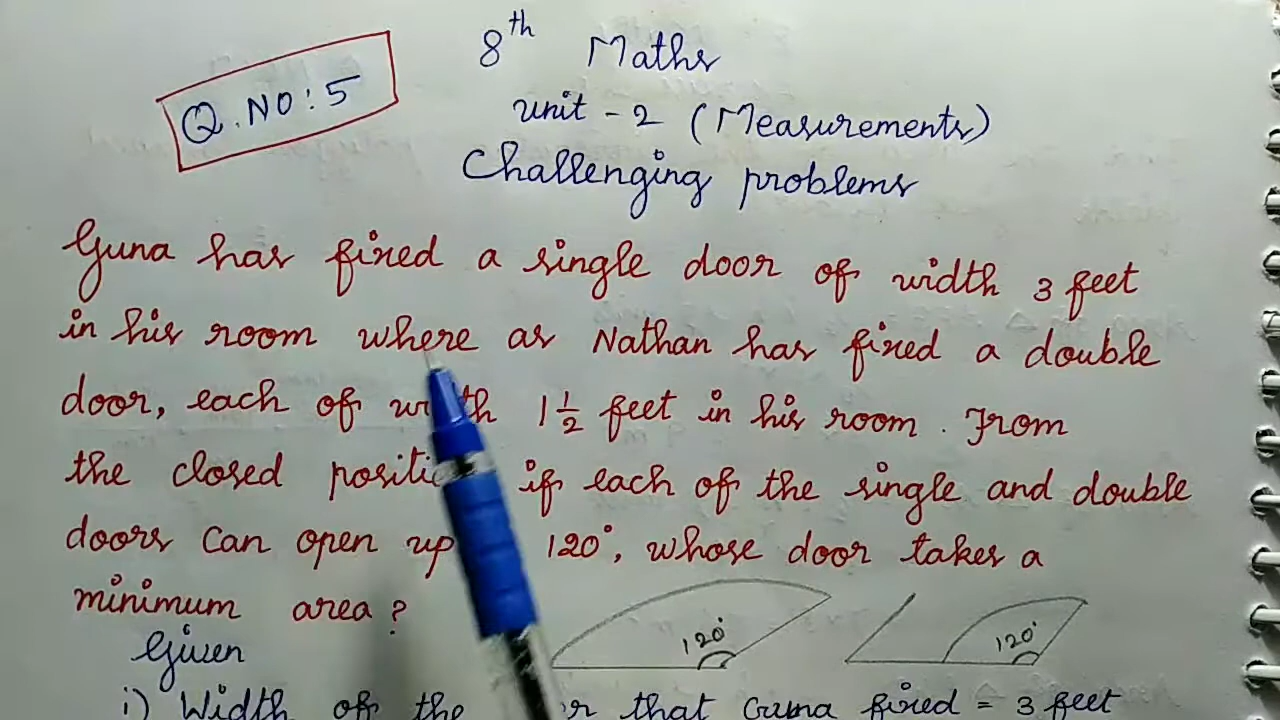 8th Maths
Q.NO:5
unit - 2 (Measurements)
Challenging problems
Guna has fixed a single door of width 3 feet
in his room where as Nathan has fixed a double
door, each of 1 1/2 feet in his room. From
the closed if each of the single and double
doors can open 120°, whose door takes a
minimum area?
120°
120°
Given
i) Width of the that Guna fixed = 3 feet